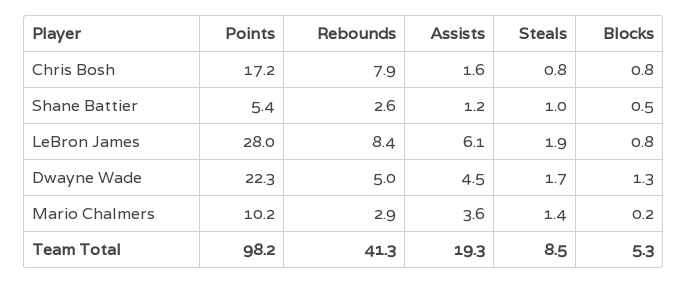 Player Points Rebounds Assists Steals Blocks
Chris Bosh 17.2 7.9 1.6 0.8 0.8
Shane Battier 5.4 2.6 1.2 1.0 0.5
LeBron James 28.0 8.4 6.1 1.9 0.8
Dwayne Wade 22.3 5.0 4.5 1.7 1.3
Mario Chalmers 10.2 2.9 3.6 1.4 0.2
Team Total 98.2 41.3 19.3 8.5 5.3